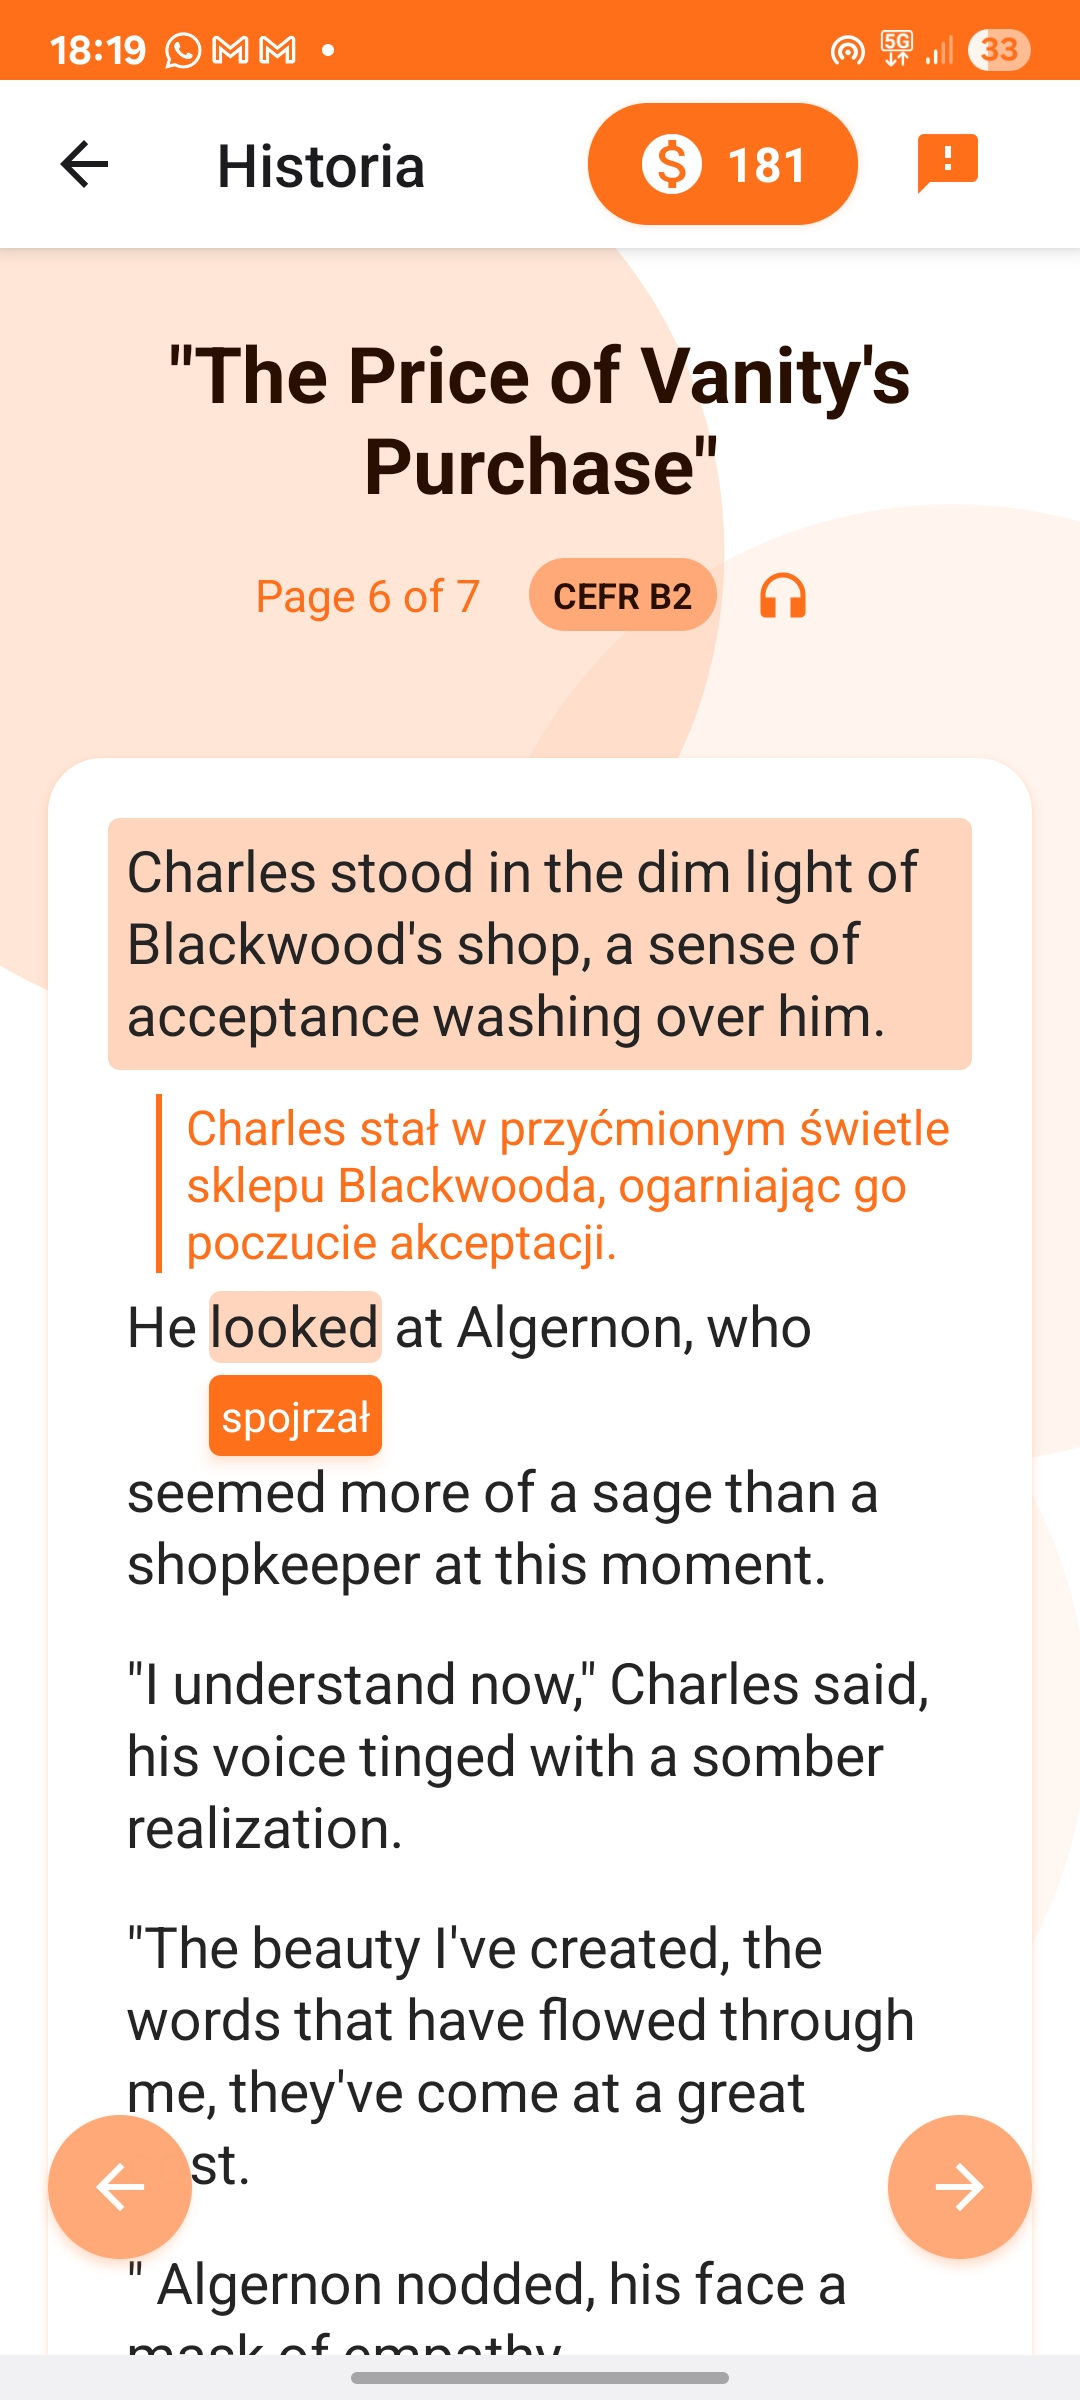 18:19
5G
33
Historia
$ 181
"The Price of Vanity's
Purchase"
Page 6 of 7
CEFR B2
Charles stood in the dim light of
Blackwood's shop, a sense of
acceptance washing over him.
Charles stał w przyćmionym świetle
sklepu Blackwooda, ogarniając go
poczucie akceptacji.
He looked at Algernon, who
spojrzał
seemed more of a sage than a
shopkeeper at this moment.
"I understand now," Charles said,
his voice tinged with a somber
realization.
"The beauty I've created, the
words that have flowed through
me, they've come at a great
st.
" Algernon nodded, his face a
mask of empathy